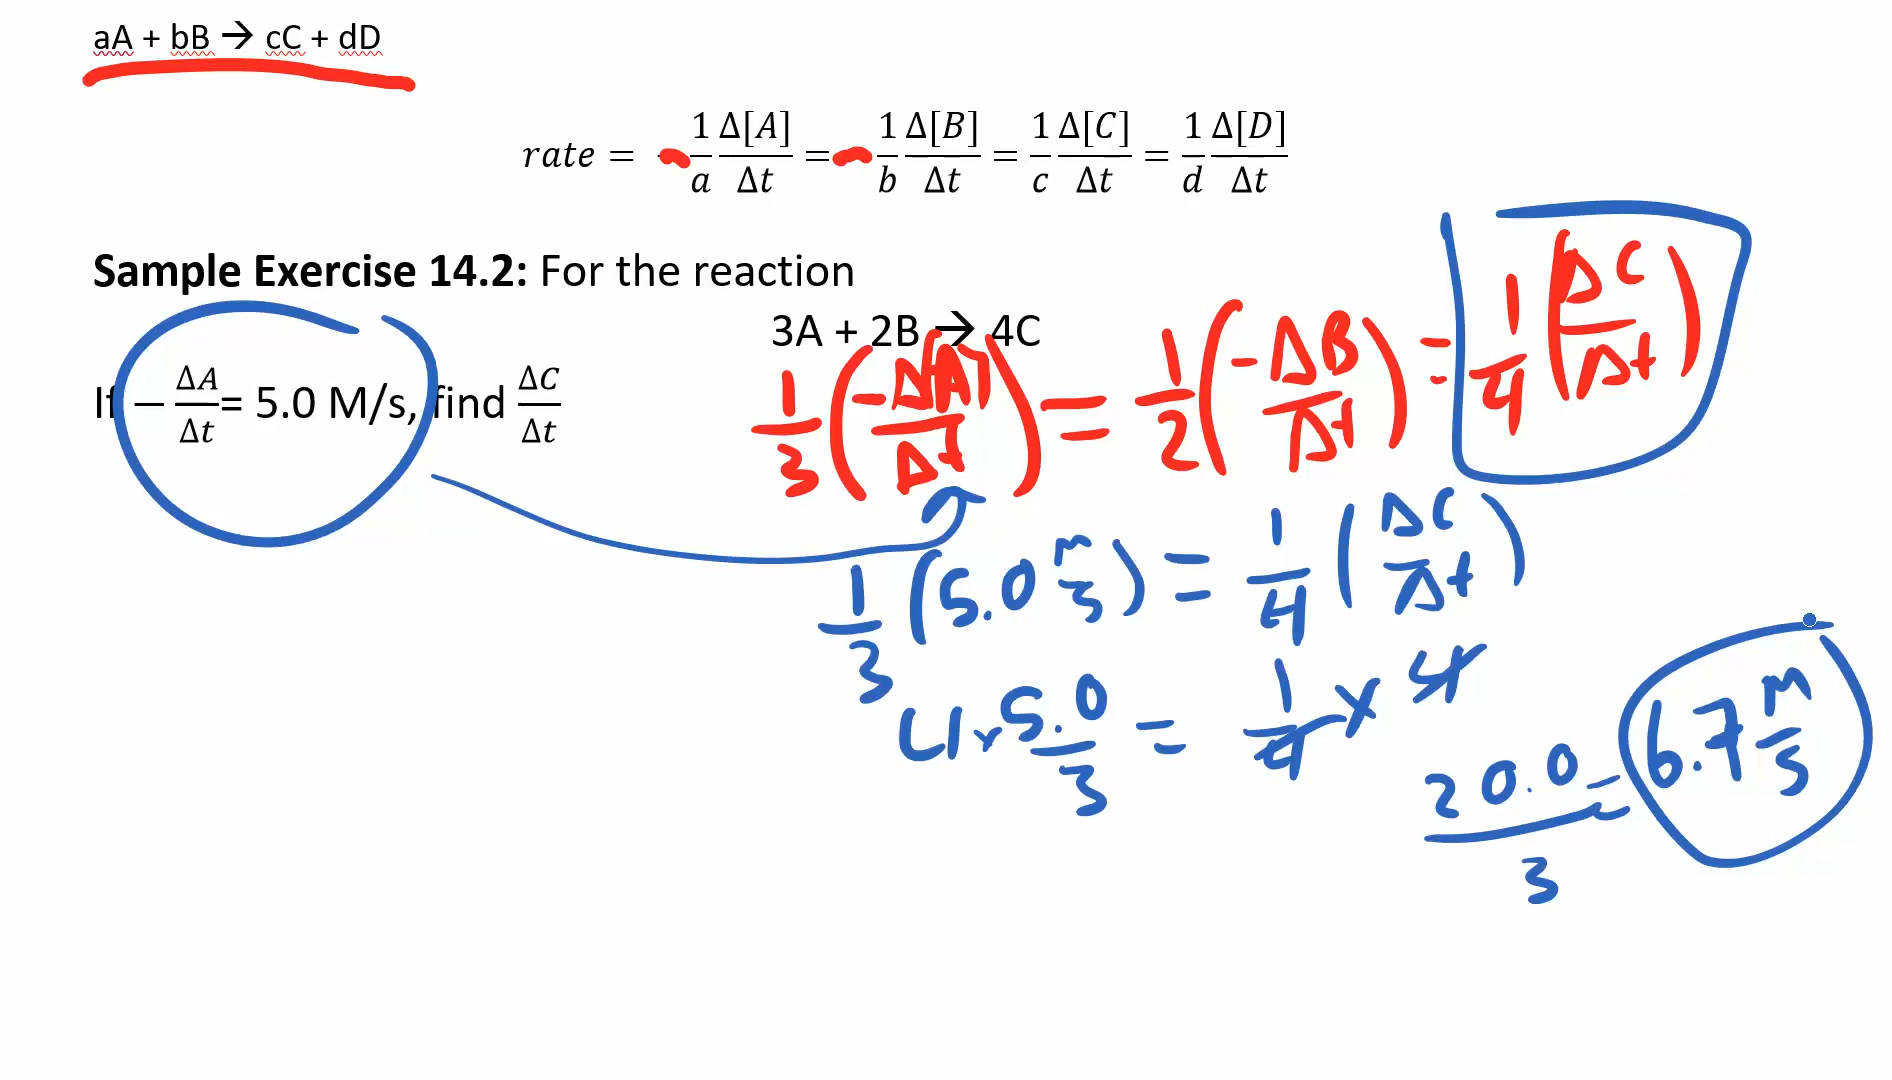 aA + bB → cC + dD
rate = - 1/a Δ[A]/Δt = - 1/b Δ[B]/Δt = 1/c Δ[C]/Δt = 1/d Δ[D]/Δt
Sample Exercise 14.2: For the reaction
3A + 2B → 4C
If − ΔA/Δt = 5.0 M/s, find ΔC/Δt
1/3 (-Δ[A]/Δt) = 1/2 (-ΔB/Δt) = 1/4 (ΔC/Δt)
1/3 (5.0 M/s) = 1/4 (ΔC/Δt)
4 x 5.0/3 = 1/4 x 4
20.0/3 = 6.7 M/s